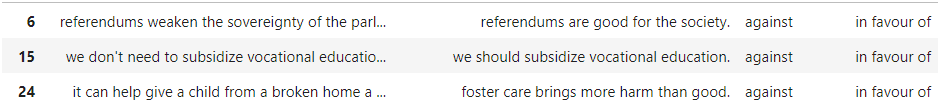 6 referendums weaken the sovereignty of the parl... referendums are good for the society. against in favour of
15 we don't need to subsidize vocational educatio... we should subsidize vocational education. against in favour of
24 it can help give a child from a broken home a ... foster care brings more harm than good. against in favour of